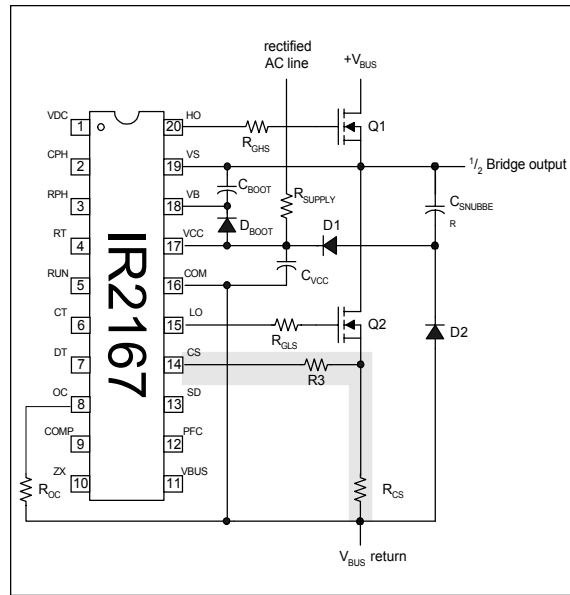 rectified
AC line
+VBUS
VDC
1
20
HO
RGHS
Q1
CPH
2
19
VS
1/2 Bridge output
CBOOT
RPH
3
18
VB
RSUPPLY
CSNUBBE
R
DBOOT
D1
RT
4
17
VCC
RUN
5
16
COM
CVCC
IR2167
CT
6
15
LO
RGLS
Q2
D2
DT
7
14
CS
R3
OC
8
13
SD
COMP
9
12
PFC
ROC
ZX
10
11
VBUS
RCS
VBUS return